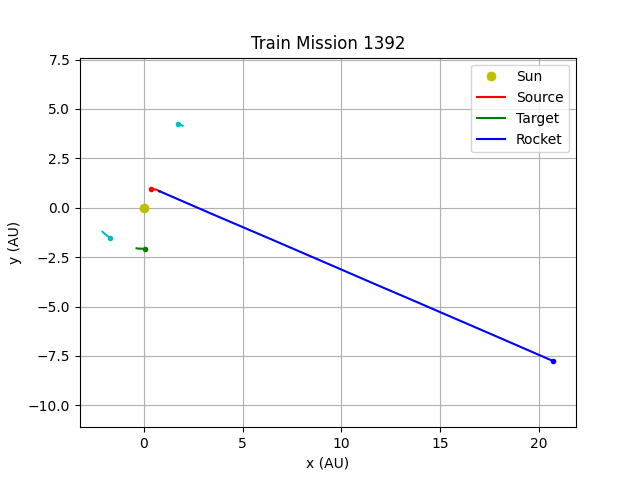 Train Mission 1392
Sun
Source
Target
Rocket
y (AU)
7.5
5.0
2.5
0.0
−2.5
−5.0
−7.5
−10.0
0 5 10 15 20
x (AU)